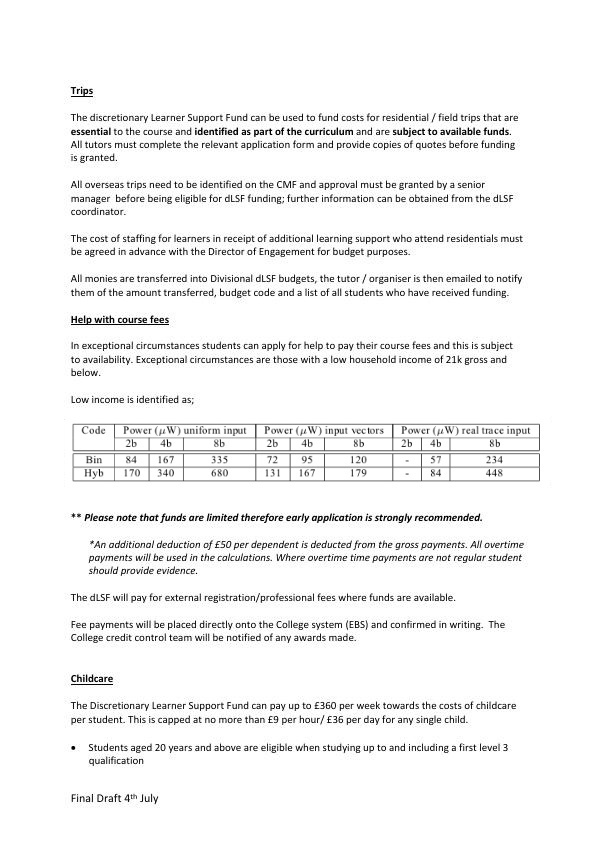 Trips
The discretionary Learner Support Fund can be used to fund costs for residential / field trips that are
essential to the course and identified as part of the curriculum and are subject to available funds.
All tutors must complete the relevant application form and provide copies of quotes before funding
is granted.
All overseas trips need to be identified on the CMF and approval must be granted by a senior
manager  before being eligible for dLSF funding; further information can be obtained from the dLSF
coordinator.
The cost of staffing for learners in receipt of additional learning support who attend residentials must
be agreed in advance with the Director of Engagement for budget purposes.
All monies are transferred into Divisional dLSF budgets, the tutor / organiser is then emailed to notify
them of the amount transferred, budget code and a list of all students who have received funding.
Help with course fees
In exceptional circumstances students can apply for help to pay their course fees and this is subject
to availability. Exceptional circumstances are those with a low household income of 21k gross and
below.
Low income is identified as;
Code Power (μW) uniform input Power (μW) input vectors Power (μW) real trace input
2b 4b 8b 2b 4b 8b 2b 4b 8b
Bin 84 167 335 72 95 120 - 57 234
Hyb 170 340 680 131 167 179 - 84 448
** Please note that funds are limited therefore early application is strongly recommended.
*An additional deduction of £50 per dependent is deducted from the gross payments. All overtime
payments will be used in the calculations. Where overtime time payments are not regular student
should provide evidence.
The dLSF will pay for external registration/professional fees where funds are available.
Fee payments will be placed directly onto the College system (EBS) and confirmed in writing.  The
College credit control team will be notified of any awards made.
Childcare
The Discretionary Learner Support Fund can pay up to £360 per week towards the costs of childcare
per student. This is capped at no more than £9 per hour/ £36 per day for any single child.
• Students aged 20 years and above are eligible when studying up to and including a first level 3
qualification
Final Draft 4th July